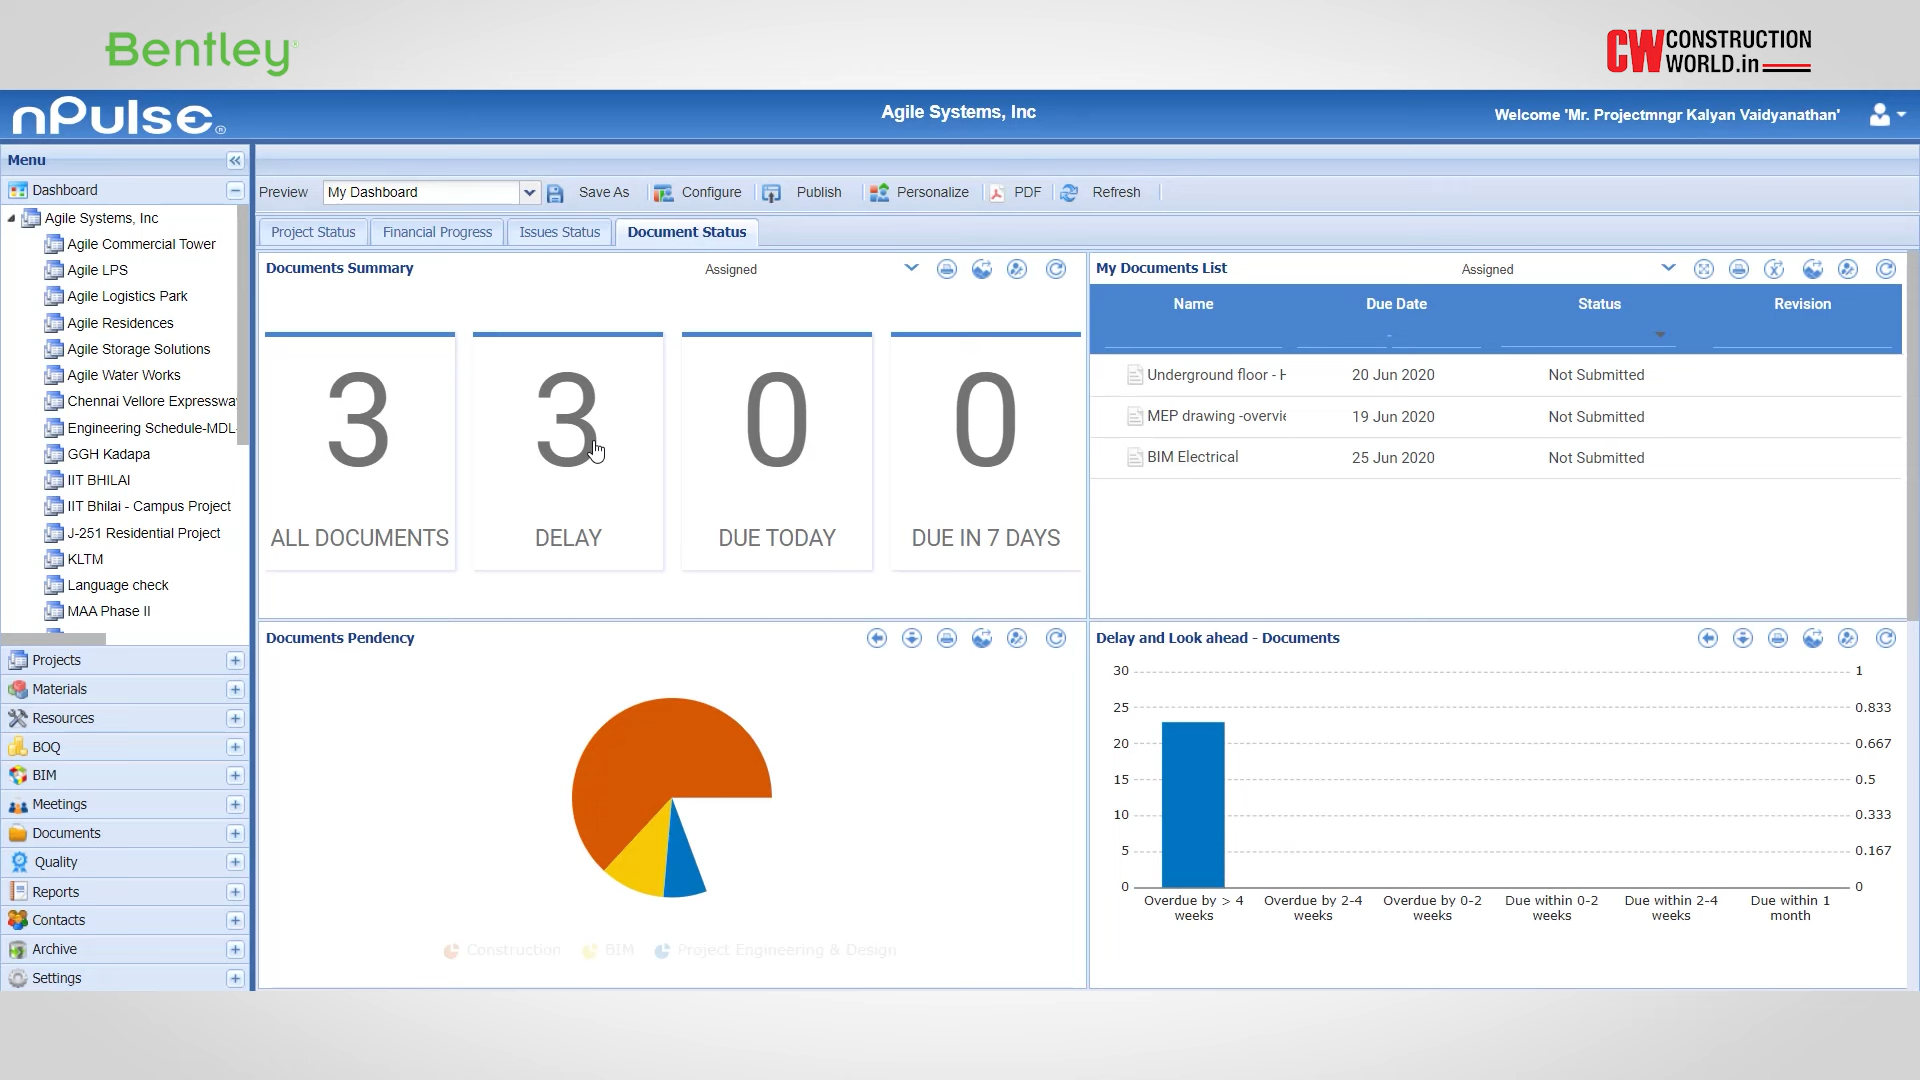 Bentley®
CW CONSTRUCTION
WORLD.in
nPulse®
Agile Systems, Inc
Welcome 'Mr. Projectmngr Kalyan Vaidyanathan'
Menu
Dashboard
Agile Systems, Inc
Agile Commercial Tower
Agile LPS
Agile Logistics Park
Agile Residences
Agile Storage Solutions
Agile Water Works
Chennai Vellore Expresswa
Engineering Schedule-MDL-
GGH Kadapa
IIT BHILAI
IIT Bhilai - Campus Project
J-251 Residential Project
KLTM
Language check
MAA Phase II
Projects
Materials
Resources
BOQ
BIM
Meetings
Documents
Quality
Reports
Contacts
Archive
Settings
Preview My Dashboard Save As Configure Publish Personalize PDF Refresh
Project Status Financial Progress Issues Status Document Status
Documents Summary Assigned
3 3 0 0
ALL DOCUMENTS DELAY DUE TODAY DUE IN 7 DAYS
My Documents List Assigned
Name Due Date Status Revision
-
Underground floor - H 20 Jun 2020 Not Submitted
MEP drawing -overvie 19 Jun 2020 Not Submitted
BIM Electrical 25 Jun 2020 Not Submitted
Documents Pendency
Construction BIM Project Engineering & Design
Delay and Look ahead - Documents
30 1
25 0.833
20 0.667
15 0.5
10 0.333
5 0.167
0 0
Overdue by > 4 Overdue by 2-4 Overdue by 0-2 Due within 0-2 Due within 2-4 Due within 1
weeks weeks weeks weeks weeks month